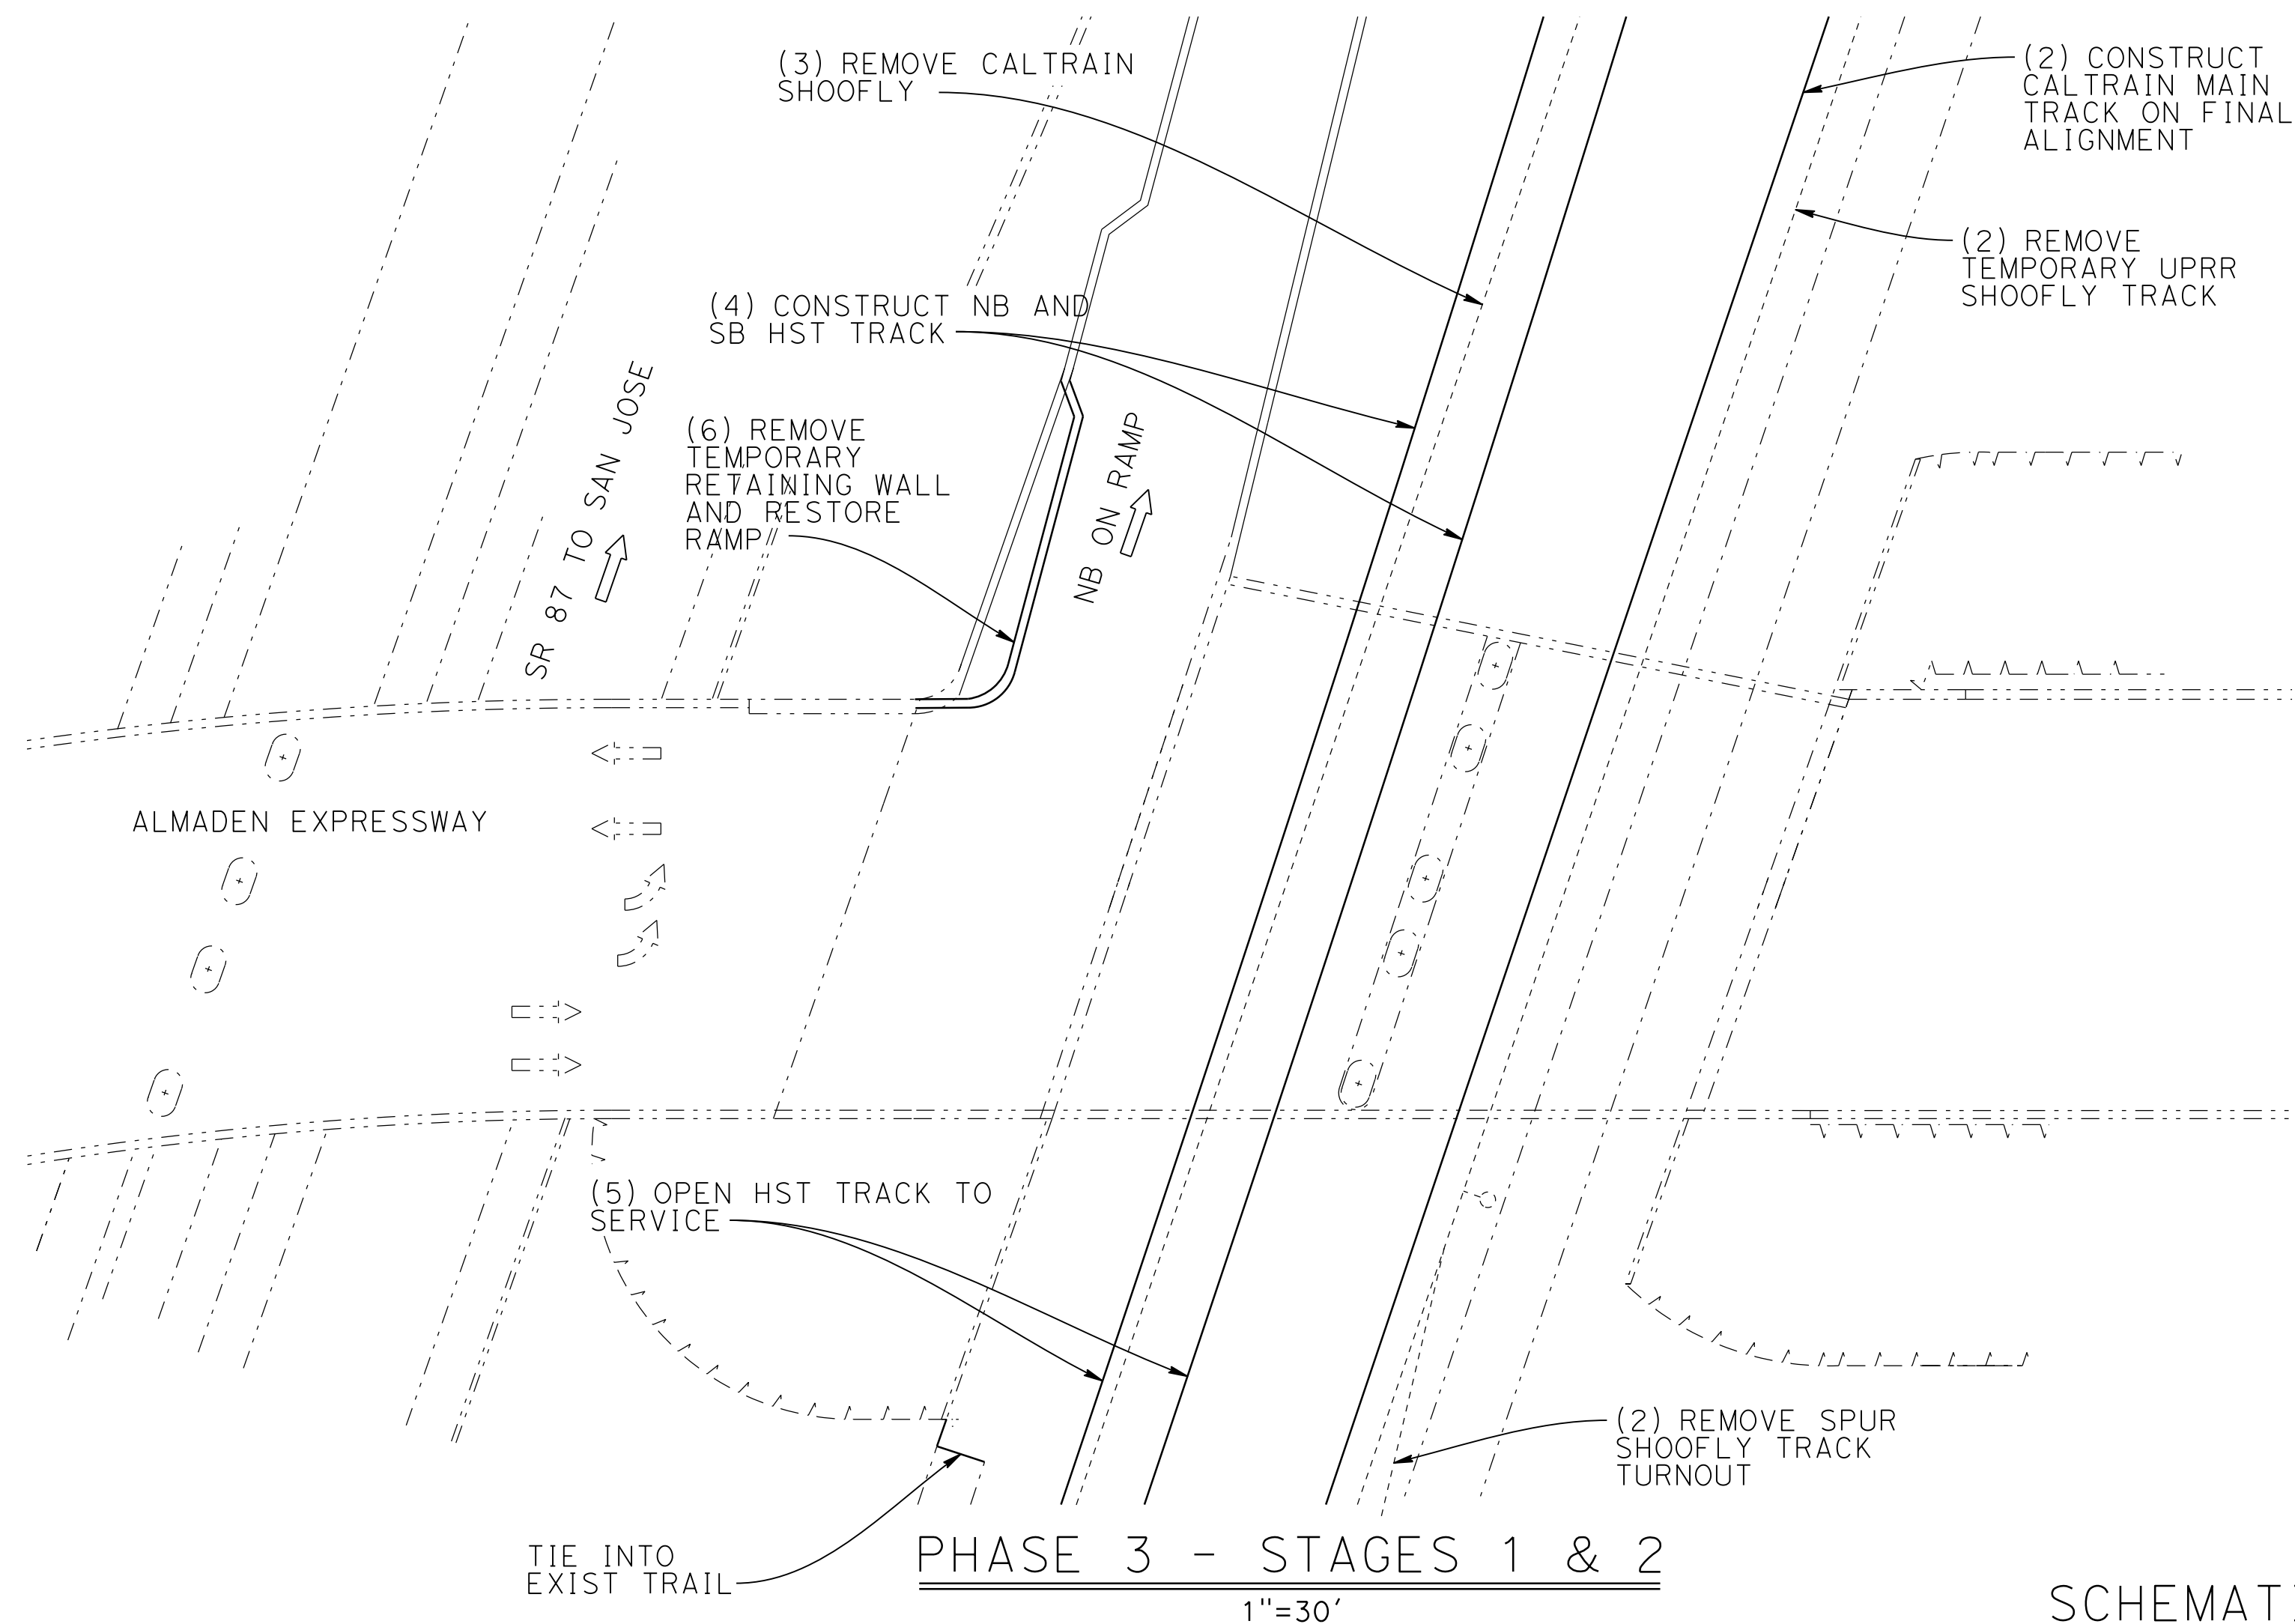 (3) REMOVE CALTRAIN
SHOOFLY
(2) CONSTRUCT
CALTRAIN MAIN
TRACK ON FINAL
ALIGNMENT
(2) REMOVE
TEMPORARY UPRR
SHOOFLY TRACK
(4) CONSTRUCT NB AND
SB HST TRACK
(6) REMOVE
TEMPORARY
RETAINING WALL
AND RESTORE
RAMP
SR 87 TO SAN JOSE
NB ON RAMP
ALMADEN EXPRESSWAY
(5) OPEN HST TRACK TO
SERVICE
(2) REMOVE SPUR
SHOOFLY TRACK
TURNOUT
TIE INTO
EXIST TRAIL
PHASE 3 - STAGES 1 & 2
1"=30'